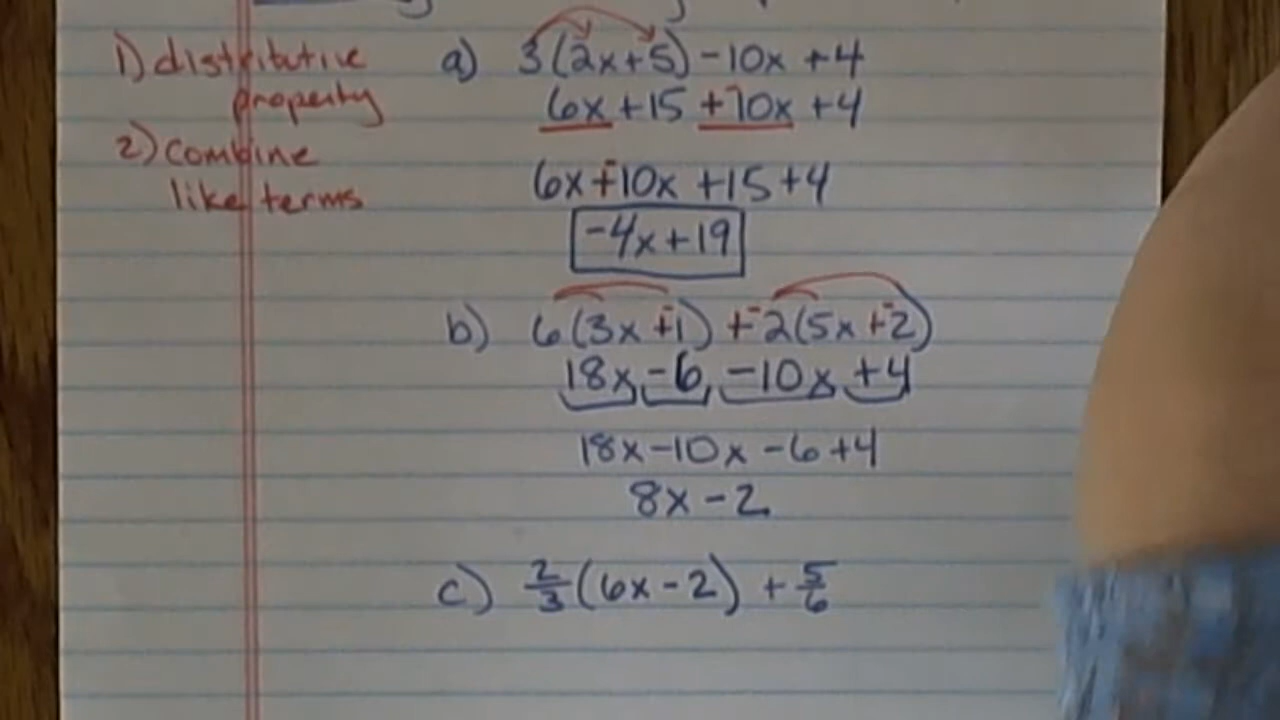 1) distributive
property
2) combine
like terms
a) 3(2x+5) -10x +4
6x +15 +-10x +4
6x+-10x +15+4
-4x+19
b) 6(3x+-1) +-2(5x+-2)
18x -6 -10x +4
18x-10x -6+4
8x-2
c) 2/3(6x-2) + 5/6